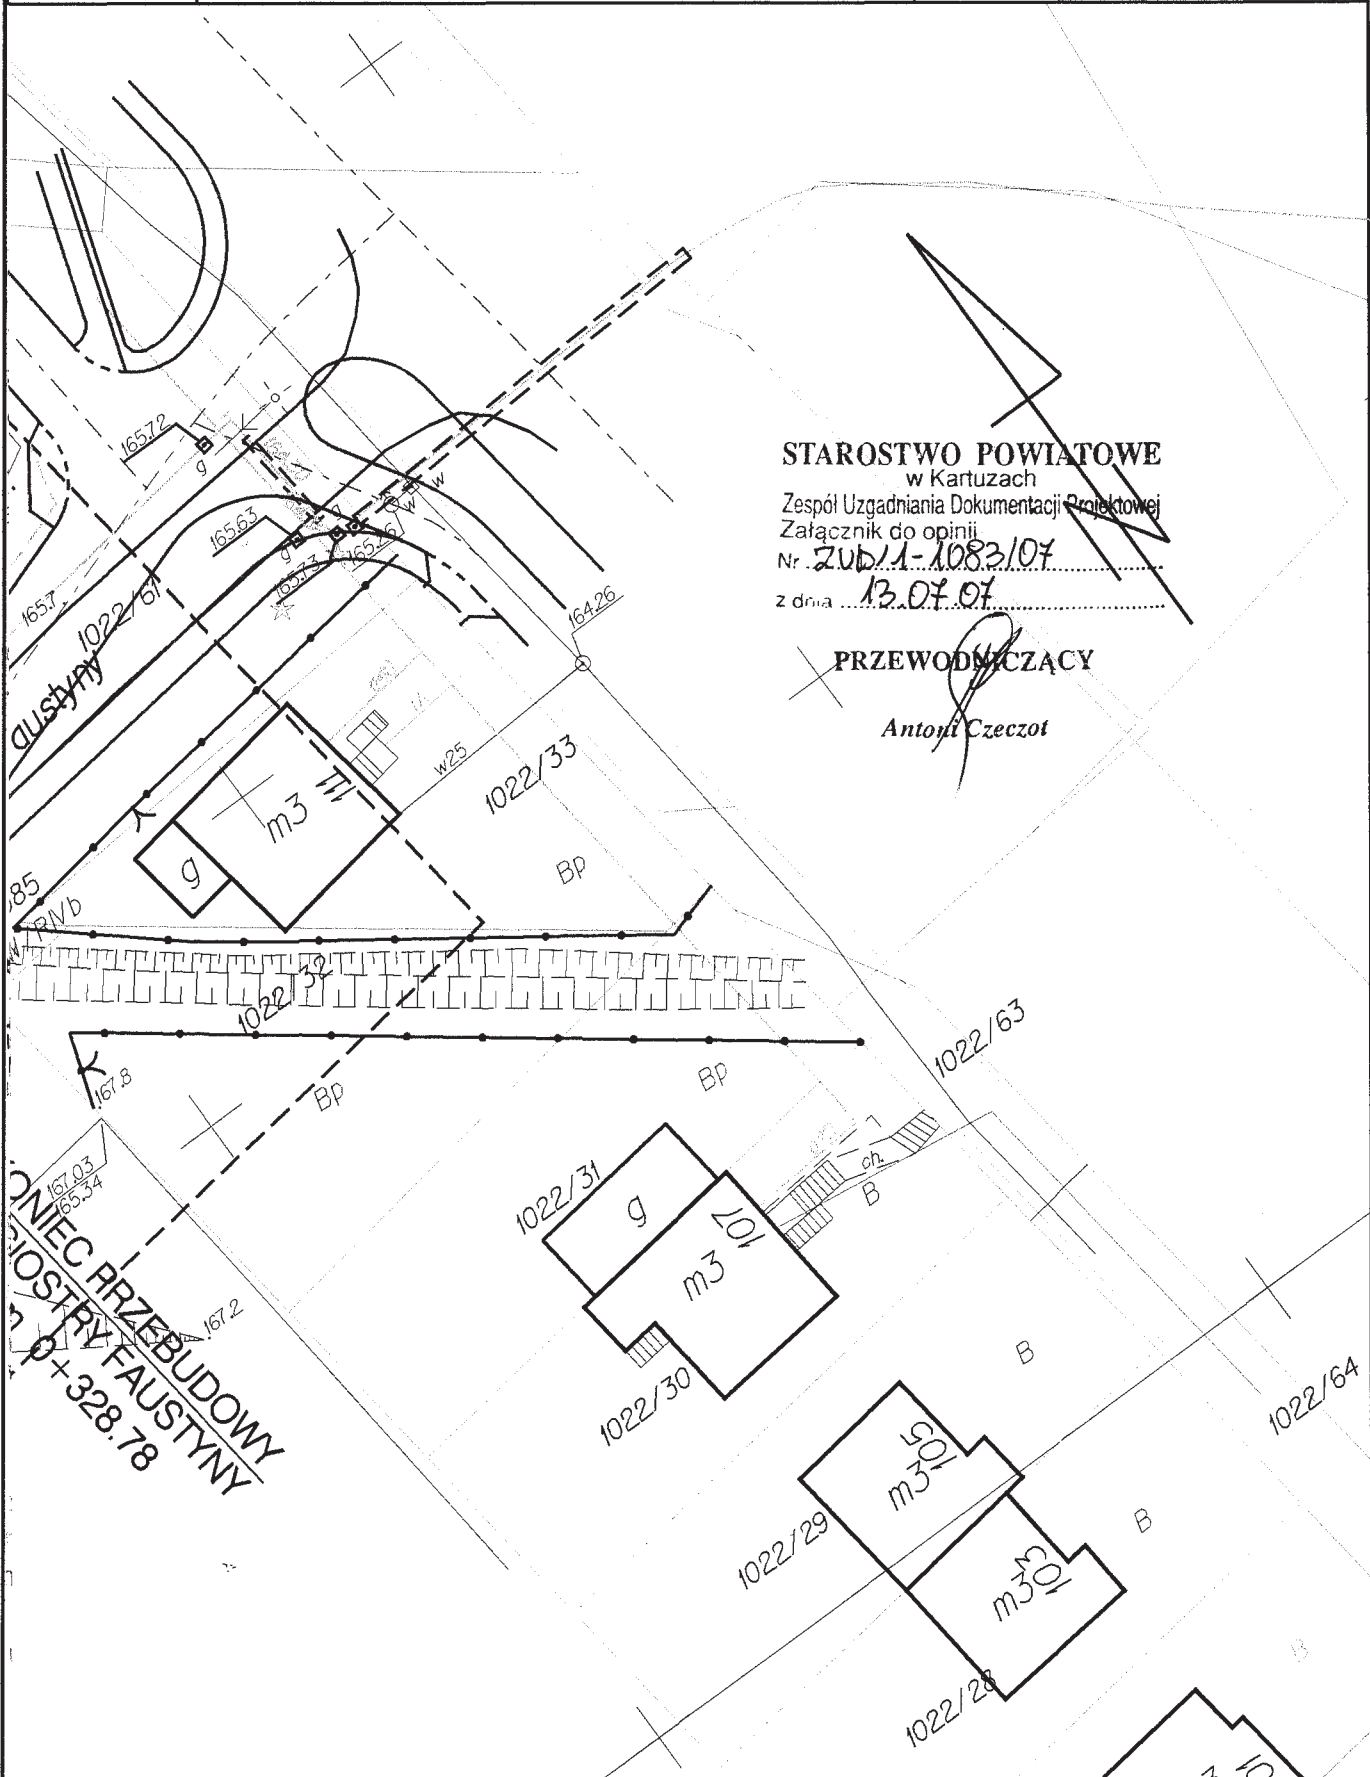 165.72
g
w
w
165.63
g
165.73
165.7
1022/61
austyny
164.26
STAROSTWO POWIATOWE
w Kartuzach
Zespół Uzgadniania Dokumentacji Projektowej
Załącznik do opinii
Nr ZUD/1-1083/07
z dnia 13.07.07
PRZEWODNICZĄCY
Antoni Czeczot
w25
1022/33
111
m3
g
Bp
1022/32
1022/63
Bp
Bp
167.8
167.03
165.34
1022/31
g
107
m3
ch.
B
ONIEC PRZEBUDOWY
SIOSTRY FAUSTYNY
p+328.78
167.2
1022/30
B
1022/64
105
m3
1022/29
B
103
m3
1022/28
B